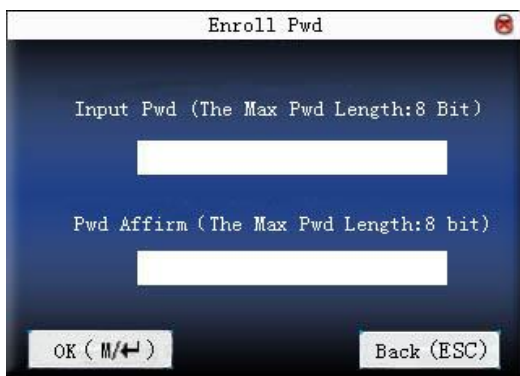 Enroll Pwd
Input Pwd (The Max Pwd Length:8 Bit)
Pwd Affirm (The Max Pwd Length:8 bit)
OK ( M/↵ )
Back (ESC)